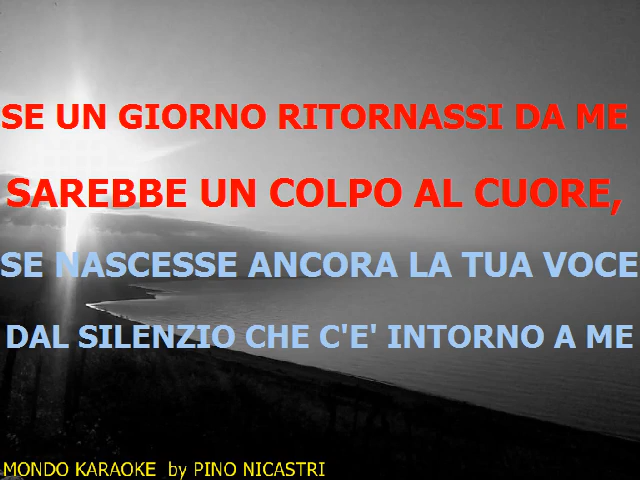 SE UN GIORNO RITORNASSI DA ME
SAREBBE UN COLPO AL CUORE,
SE NASCESSE ANCORA LA TUA VOCE
DAL SILENZIO CHE C'E' INTORNO A ME
MONDO KARAOKE by PINO NICASTRI